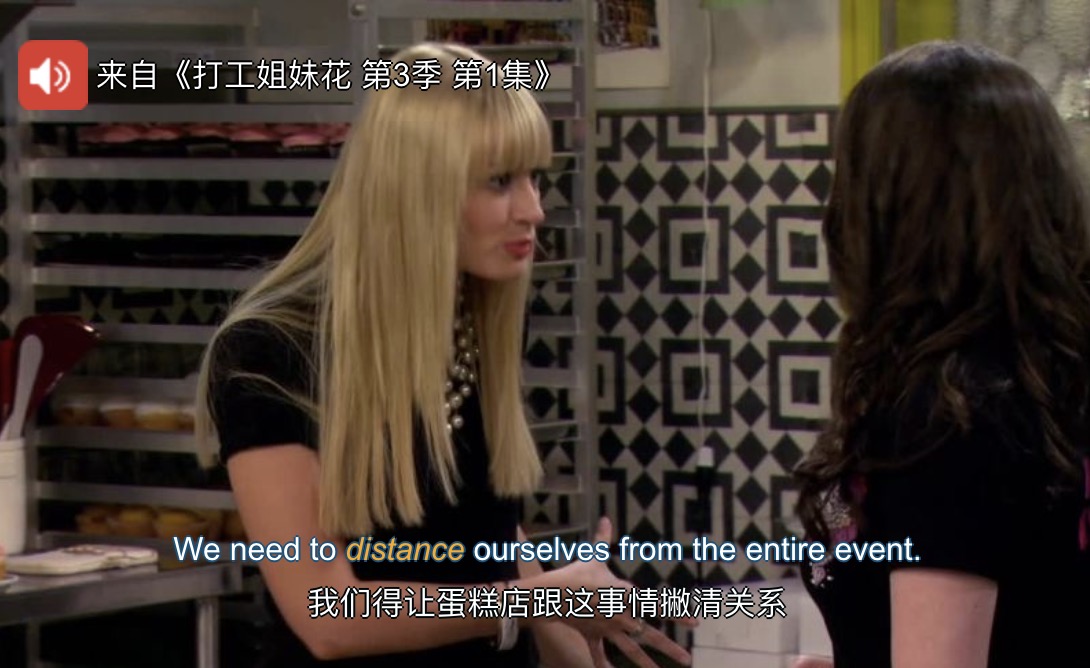 来自《打工姐妹花 第3季 第1集》
We need to distance ourselves from the entire event.
我们得让蛋糕店跟这事情撇清关系